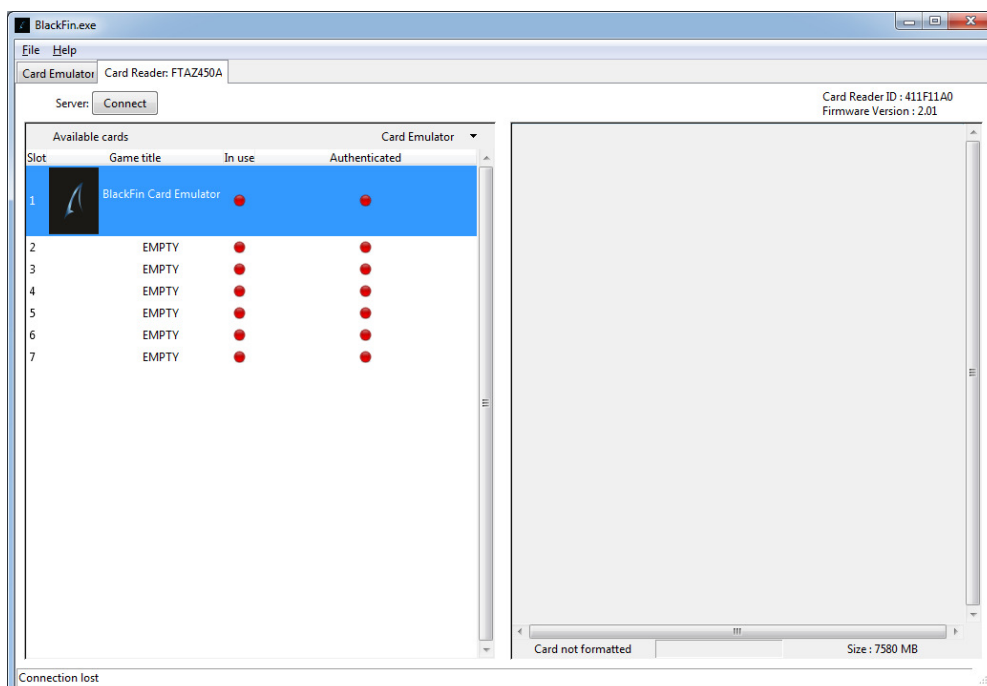 BlackFin.exe
File Help
Card Emulator Card Reader: FTAZ450A
Server: Connect
Card Reader ID : 411F11A0
Firmware Version : 2.01
Available cards Card Emulator
Slot Game title In use Authenticated
1 BlackFin Card Emulator
2 EMPTY
3 EMPTY
4 EMPTY
5 EMPTY
6 EMPTY
7 EMPTY
Card not formatted Size : 7580 MB
Connection lost